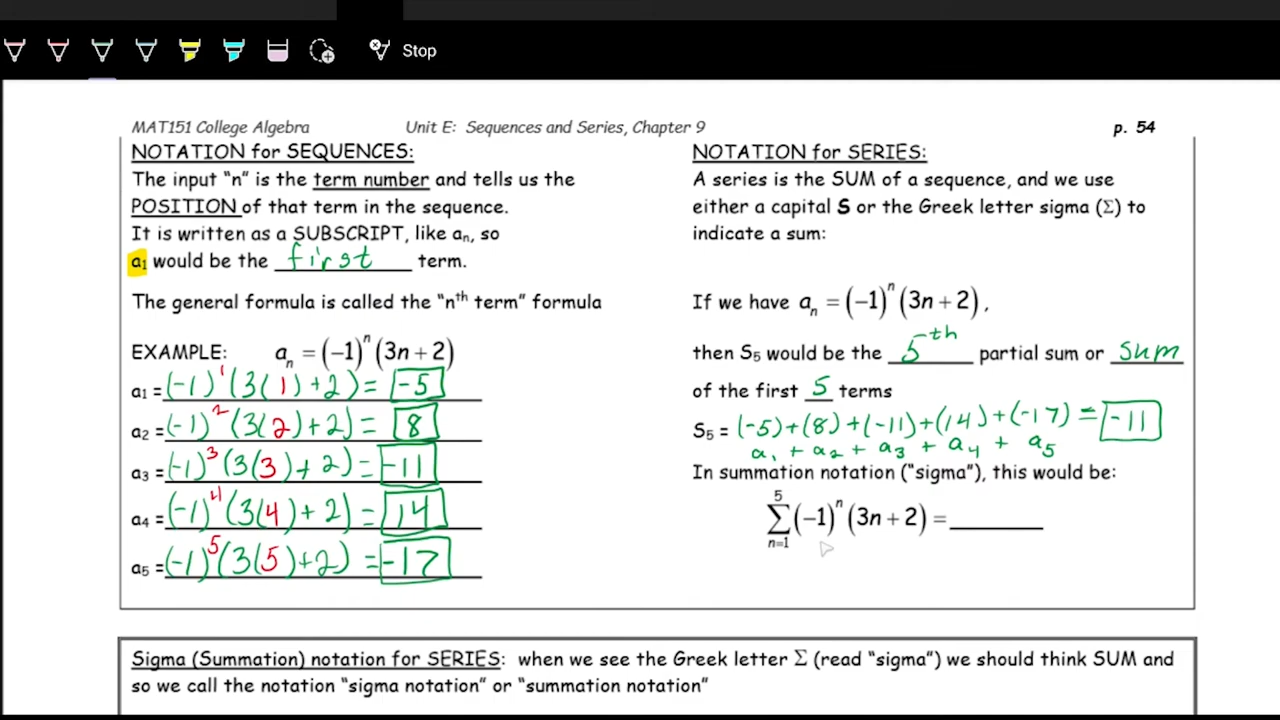 Stop
MAT151 College Algebra Unit E: Sequences and Series, Chapter 9 p. 54
NOTATION for SEQUENCES:
The input “n” is the term number and tells us the
POSITION of that term in the sequence.
It is written as a SUBSCRIPT, like aₙ, so
a₁ would be the first term.
The general formula is called the “nᵗʰ term” formula
EXAMPLE: aₙ = (−1)ⁿ(3n + 2)
a₁ = (-1)¹(3(1)+2) = -5
a₂ = (-1)²(3(2)+2) = 8
a₃ = (-1)³(3(3)+2) = -11
a₄ = (-1)⁴(3(4)+2) = 14
a₅ = (-1)⁵(3(5)+2) = -17
NOTATION for SERIES:
A series is the SUM of a sequence, and we use
either a capital S or the Greek letter sigma (Σ) to
indicate a sum:
If we have aₙ = (−1)ⁿ(3n + 2),
then S₅ would be the 5th partial sum or sum
of the first 5 terms
S₅ = (-5)+(8)+(-11)+(14)+(-17) = -11
a₁ + a₂ + a₃ + a₄ + a₅
In summation notation (“sigma”), this would be:
5
Σ(−1)ⁿ(3n + 2) = ________
n=1
Sigma (Summation) notation for SERIES: when we see the Greek letter Σ (read “sigma”) we should think SUM and
so we call the notation “sigma notation” or “summation notation”